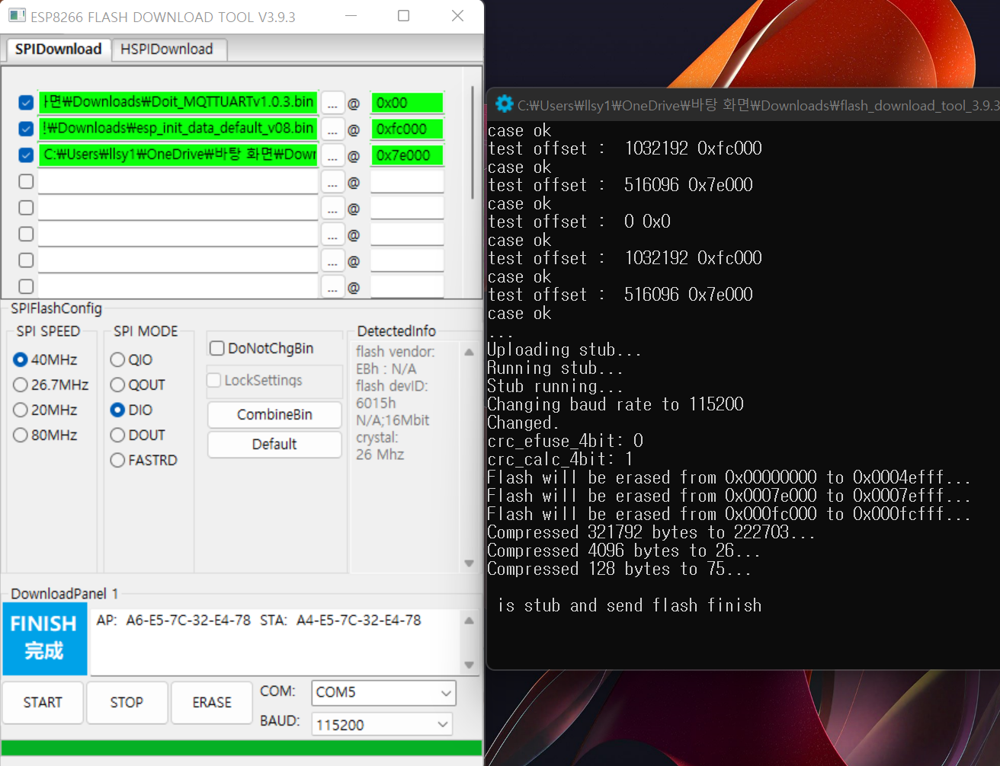 ESP8266 FLASH DOWNLOAD TOOL V3.9.3
SPIDownload
HSPIDownload
면₩Downloads₩Doit_MQTTUARTv1.0.3.bin ... @ 0x00
₩Downloads₩esp_init_data_default_v08.bin ... @ 0xfc000
C:₩Users₩llsy1₩OneDrive₩바탕 화면₩Down ... @ 0x7e000
... @
... @
... @
... @
... @
SPIFlashConfig
SPI SPEED
40MHz
26.7MHz
20MHz
80MHz
SPI MODE
QIO
QOUT
DIO
DOUT
FASTRD
DoNotChgBin
LockSettings
CombineBin
Default
DetectedInfo
flash vendor:
EBh : N/A
flash devID:
6015h
N/A;16Mbit
crystal:
26 Mhz
DownloadPanel 1
FINISH
完成
AP: A6-E5-7C-32-E4-78 STA: A4-E5-7C-32-E4-78
START
STOP
ERASE
COM: COM5
BAUD: 115200
C:₩Users₩llsy1₩OneDrive₩바탕 화면₩Downloads₩flash_download_tool_3.9.3
case ok
test offset : 1032192 0xfc000
case ok
test offset : 516096 0x7e000
case ok
test offset : 0 0x0
case ok
test offset : 1032192 0xfc000
case ok
test offset : 516096 0x7e000
case ok
...
Uploading stub...
Running stub...
Stub running...
Changing baud rate to 115200
Changed.
crc_efuse_4bit: 0
crc_calc_4bit: 1
Flash will be erased from 0x00000000 to 0x0004efff...
Flash will be erased from 0x0007e000 to 0x0007efff...
Flash will be erased from 0x000fc000 to 0x000fcfff...
Compressed 321792 bytes to 222703...
Compressed 4096 bytes to 26...
Compressed 128 bytes to 75...
is stub and send flash finish